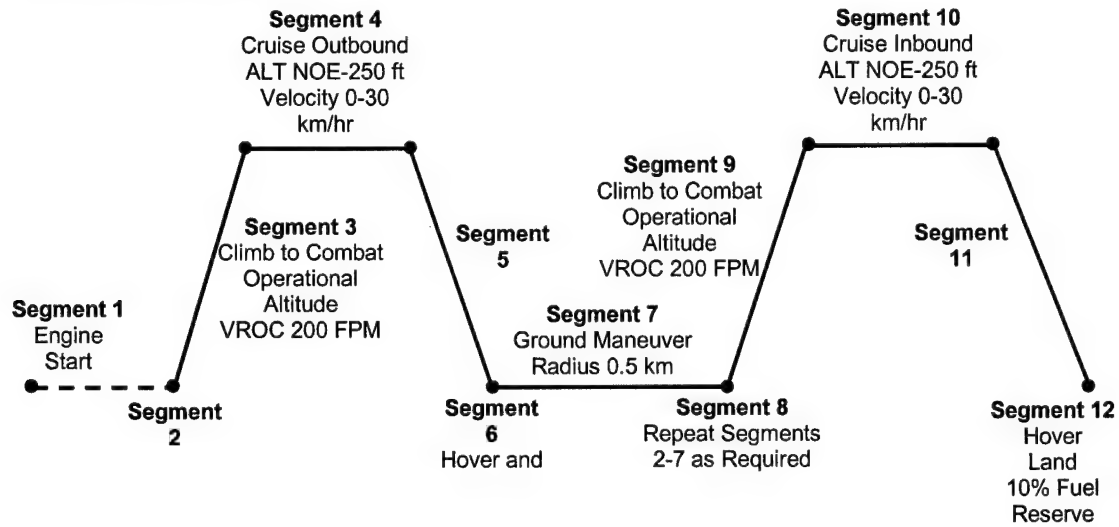 Segment 4
Cruise Outbound
ALT NOE-250 ft
Velocity 0-30
km/hr
Segment 10
Cruise Inbound
ALT NOE-250 ft
Velocity 0-30
km/hr
Segment 3
Climb to Combat
Operational
Altitude
VROC 200 FPM
Segment
5
Segment 9
Climb to Combat
Operational
Altitude
VROC 200 FPM
Segment
11
Segment 1
Engine
Start
Segment 7
Ground Maneuver
Radius 0.5 km
Segment
2
Segment
6
Hover and
Segment 8
Repeat Segments
2-7 as Required
Segment 12
Hover
Land
10% Fuel
Reserve